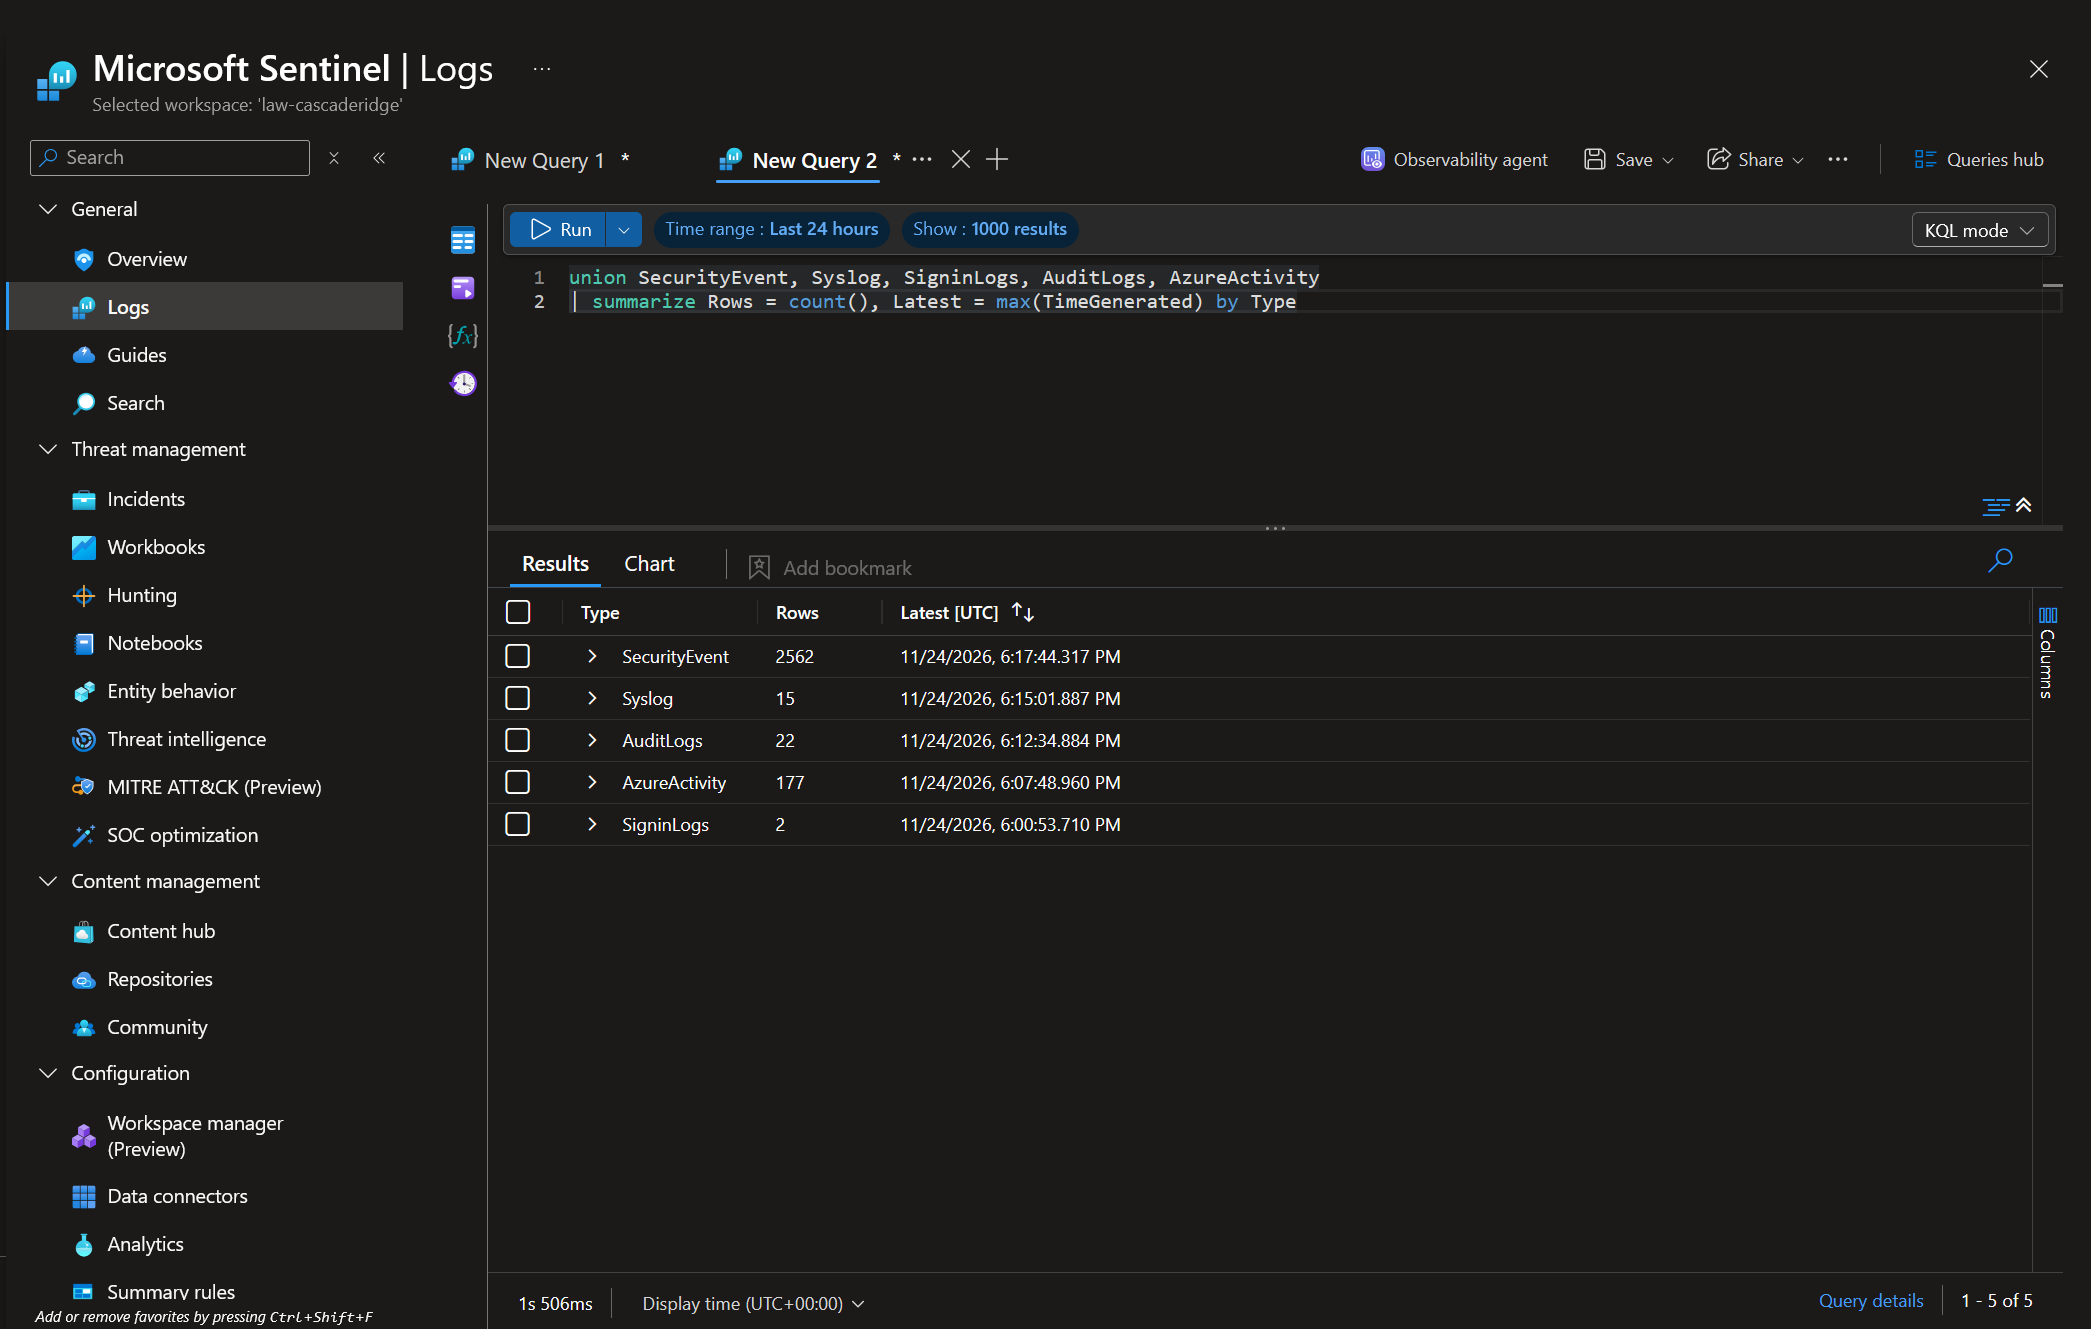 Microsoft Sentinel | Logs ...
Selected workspace: 'law-cascaderidge'
Search
General
Overview
Logs
Guides
Search
Threat management
Incidents
Workbooks
Hunting
Notebooks
Entity behavior
Threat intelligence
MITRE ATT&CK (Preview)
SOC optimization
Content management
Content hub
Repositories
Community
Configuration
Workspace manager
(Preview)
Data connectors
Analytics
Summary rules
Add or remove favorites by pressing Ctrl+Shift+F
New Query 1 *
New Query 2 * ...
Observability agent
Save
Share
...
Queries hub
Run
Time range : Last 24 hours
Show : 1000 results
KQL mode
1 union SecurityEvent, Syslog, SigninLogs, AuditLogs, AzureActivity
2 | summarize Rows = count(), Latest = max(TimeGenerated) by Type
{fx}
Results
Chart
Add bookmark
Type Rows Latest [UTC]
SecurityEvent 2562 11/24/2026, 6:17:44.317 PM
Syslog 15 11/24/2026, 6:15:01.887 PM
AuditLogs 22 11/24/2026, 6:12:34.884 PM
AzureActivity 177 11/24/2026, 6:07:48.960 PM
SigninLogs 2 11/24/2026, 6:00:53.710 PM
Columns
1s 506ms
Display time (UTC+00:00)
Query details
1 - 5 of 5